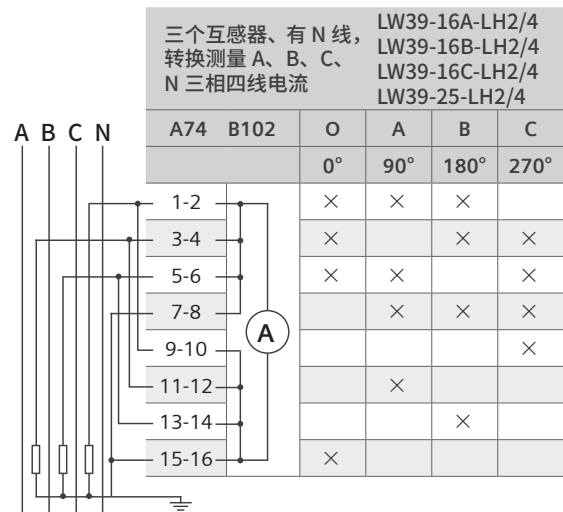 三个互感器、有 N 线，
转换测量 A、B、C、
N 三相四线电流
LW39-16A-LH2/4
LW39-16B-LH2/4
LW39-16C-LH2/4
LW39-25-LH2/4
A B C N
A74 B102 O A B C
0° 90° 180° 270°
1-2 × × ×
3-4 × × ×
5-6 × × ×
7-8 × × ×
A
9-10 ×
11-12 ×
13-14 ×
15-16 ×